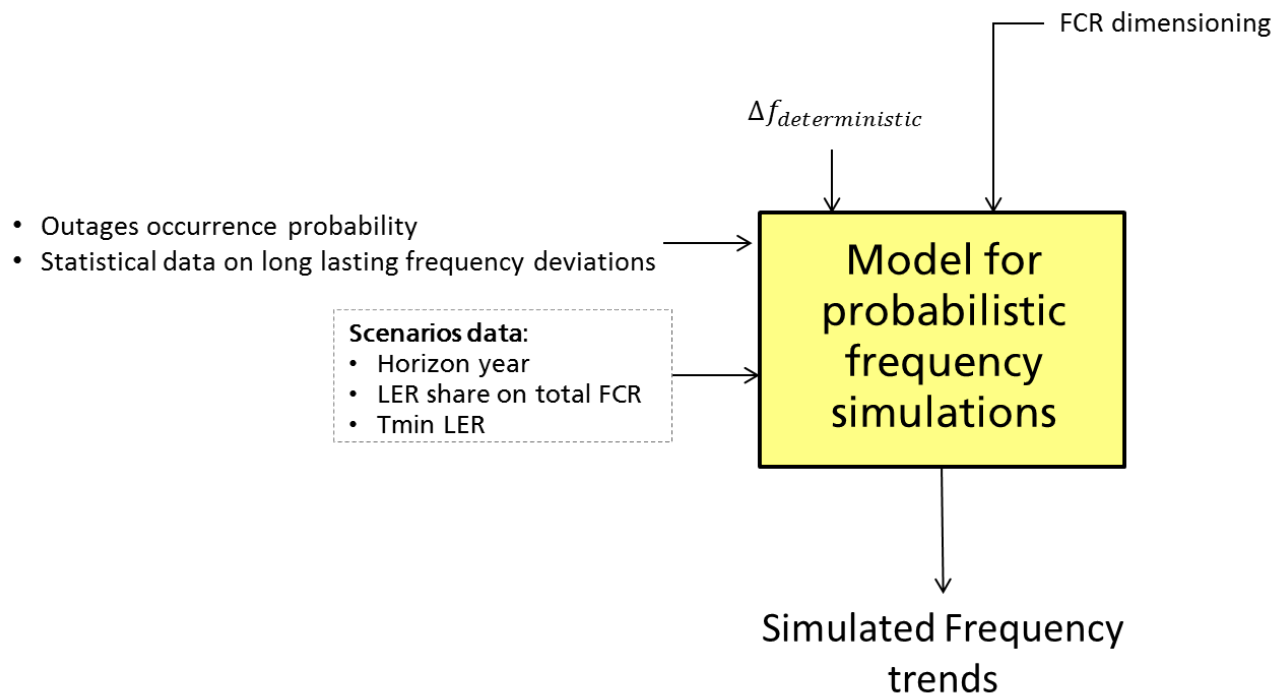 FCR dimensioning
Δf_deterministic
• Outages occurrence probability
• Statistical data on long lasting frequency deviations
Scenarios data:
• Horizon year
• LER share on total FCR
• Tmin LER
Model for
probabilistic
frequency
simulations
Simulated Frequency
trends